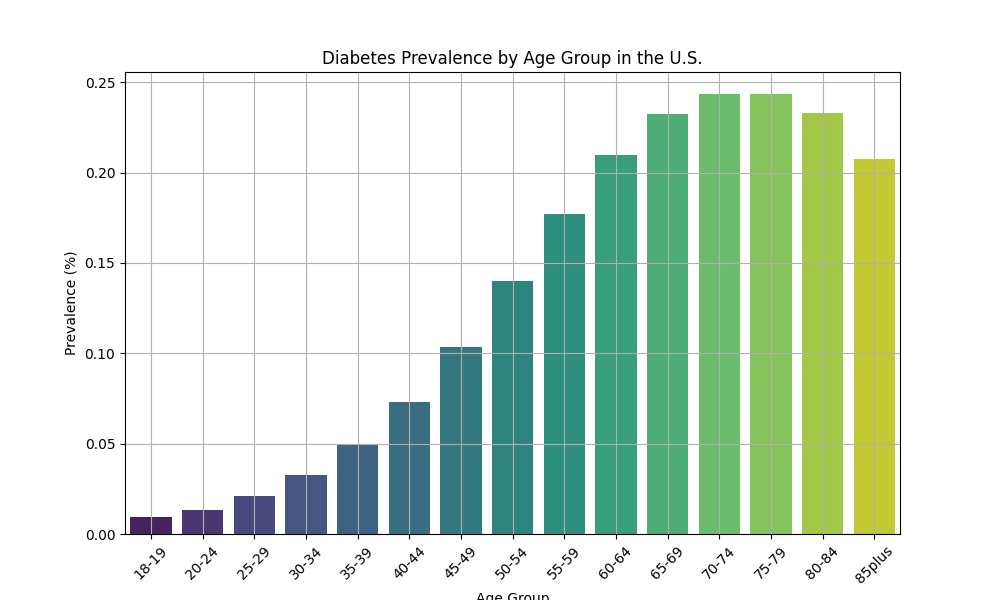 Diabetes Prevalence by Age Group in the U.S.
Prevalence (%)
0.25
0.20
0.15
0.10
0.05
0.00
18-19 20-24 25-29 30-34 35-39 40-44 45-49 50-54 55-59 60-64 65-69 70-74 75-79 80-84 85plus
Age Group